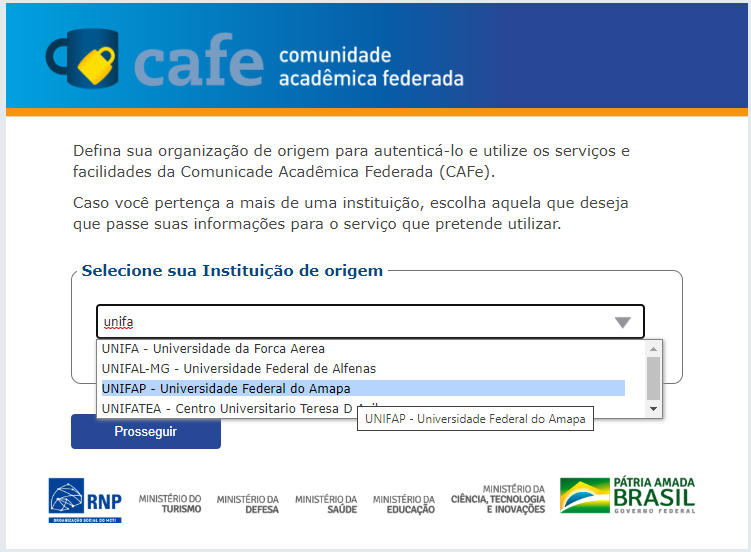 cafe comunidade
acadêmica federada
Defina sua organização de origem para autenticá-lo e utilize os serviços e
facilidades da Comunicade Acadêmica Federada (CAFe).
Caso você pertença a mais de uma instituição, escolha aquela que deseja
que passe suas informações para o serviço que pretende utilizar.
Selecione sua Instituição de origem
unifa
UNIFA - Universidade da Forca Aerea
UNIFAL-MG - Universidade Federal de Alfenas
UNIFAP - Universidade Federal do Amapa
UNIFATEA - Centro Universitario Teresa D
UNIFAP - Universidade Federal do Amapa
Prosseguir
RNP
ORGANIZAÇÃO SOCIAL DO MCTI
MINISTÉRIO DO
TURISMO
MINISTÉRIO DA
DEFESA
MINISTÉRIO DA
SAÚDE
MINISTÉRIO DA
EDUCAÇÃO
MINISTÉRIO DA
CIÊNCIA, TECNOLOGIA
E INOVAÇÕES
PÁTRIA AMADA
BRASIL
GOVERNO FEDERAL